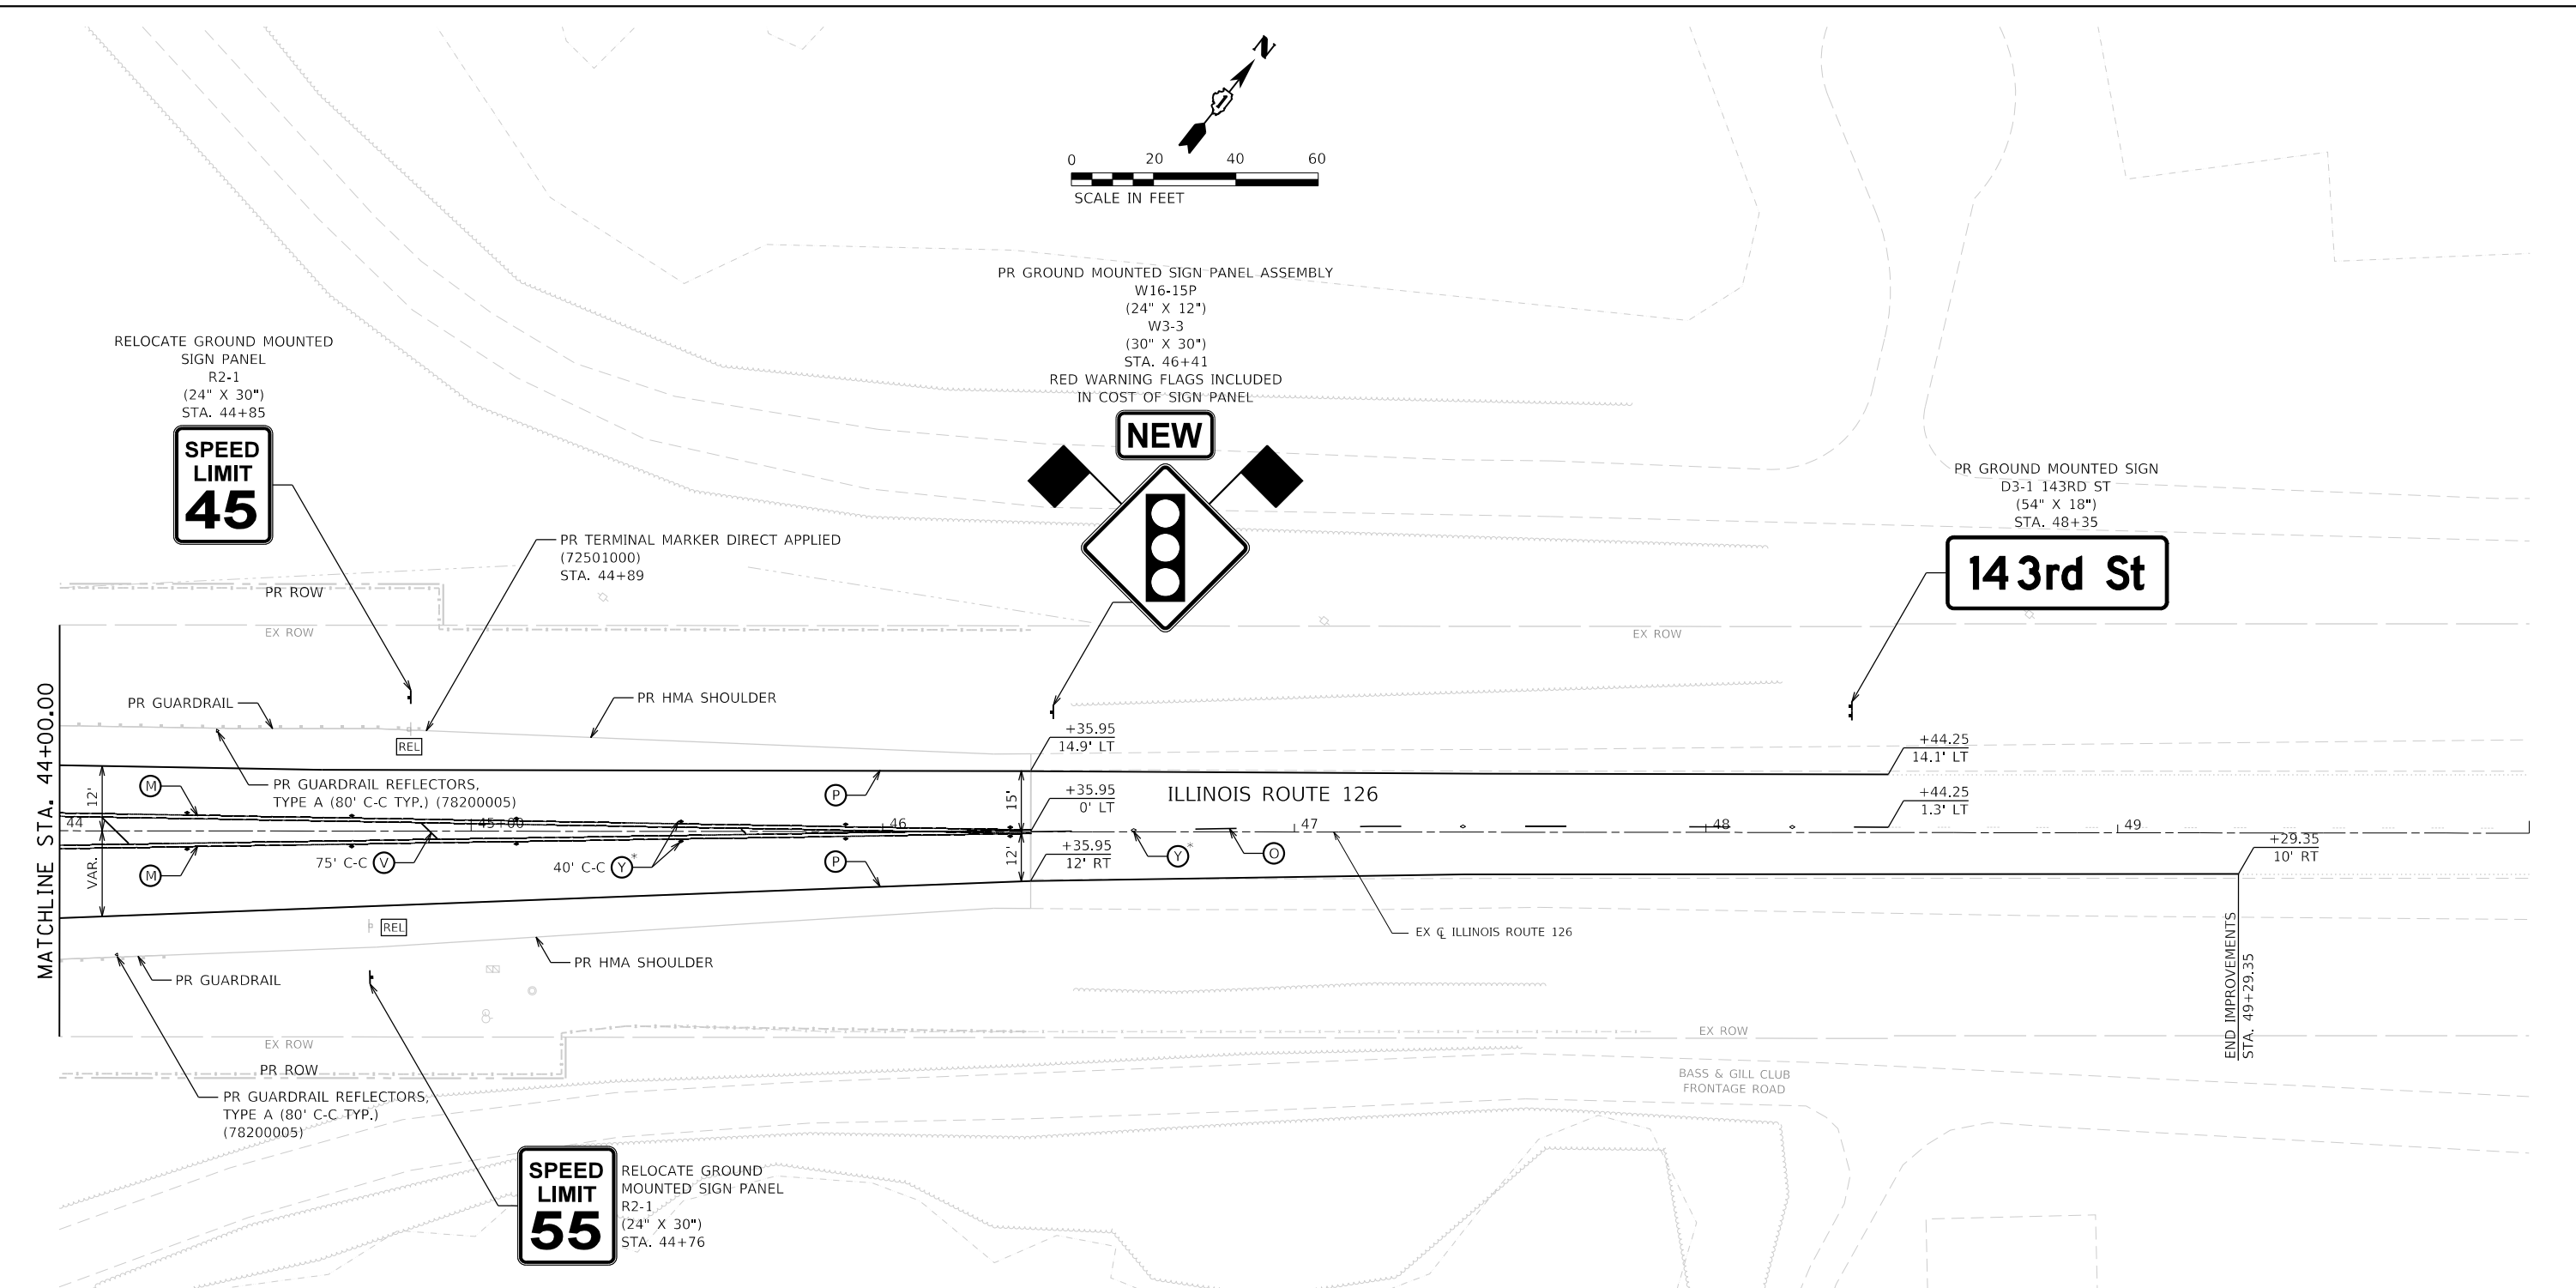 N
0 20 40 60
SCALE IN FEET
PR GROUND MOUNTED SIGN PANEL ASSEMBLY
W16-15P
(24" X 12")
W3-3
(30" X 30")
STA. 46+41
RED WARNING FLAGS INCLUDED
IN COST OF SIGN PANEL
NEW
RELOCATE GROUND MOUNTED
SIGN PANEL
R2-1
(24" X 30")
STA. 44+85
SPEED
LIMIT
45
PR TERMINAL MARKER DIRECT APPLIED
(72501000)
STA. 44+89
PR GROUND MOUNTED SIGN
D3-1 143RD ST
(54" X 18")
STA. 48+35
143rd St
PR ROW
EX ROW
EX ROW
PR GUARDRAIL
PR HMA SHOULDER
REL
+35.95
14.9' LT
+44.25
14.1' LT
MATCHLINE STA. 44+00.00
12'
M
PR GUARDRAIL REFLECTORS,
TYPE A (80' C-C TYP.) (78200005)
P
15'
+35.95
0' LT
ILLINOIS ROUTE 126
+44.25
1.3' LT
44
45+00
46
47
48
49
VAR.
M
75' C-C V
40' C-C Y*
P
12'
+35.95
12' RT
Y*
O
+29.35
10' RT
REL
EX ℄ ILLINOIS ROUTE 126
PR HMA SHOULDER
PR GUARDRAIL
END IMPROVEMENTS
STA. 49+29.35
EX ROW
EX ROW
PR ROW
PR GUARDRAIL REFLECTORS,
TYPE A (80' C-C TYP.)
(78200005)
BASS & GILL CLUB
FRONTAGE ROAD
SPEED
LIMIT
55
RELOCATE GROUND
MOUNTED SIGN PANEL
R2-1
(24" X 30")
STA. 44+76